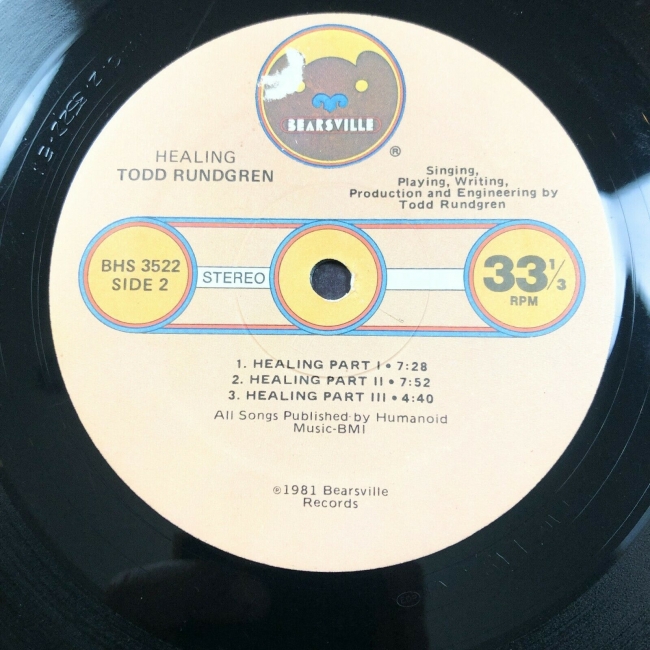 BEARSVILLE
®
HEALING
TODD RUNDGREN
Singing,
Playing, Writing,
Production and Engineering by
Todd Rundgren
BHS 3522
SIDE 2
STEREO
33 1/3
RPM
1. HEALING PART I • 7:28
2. HEALING PART II • 7:52
3. HEALING PART III • 4:40
All Songs Published by Humanoid
Music-BMI
℗1981 Bearsville
Records